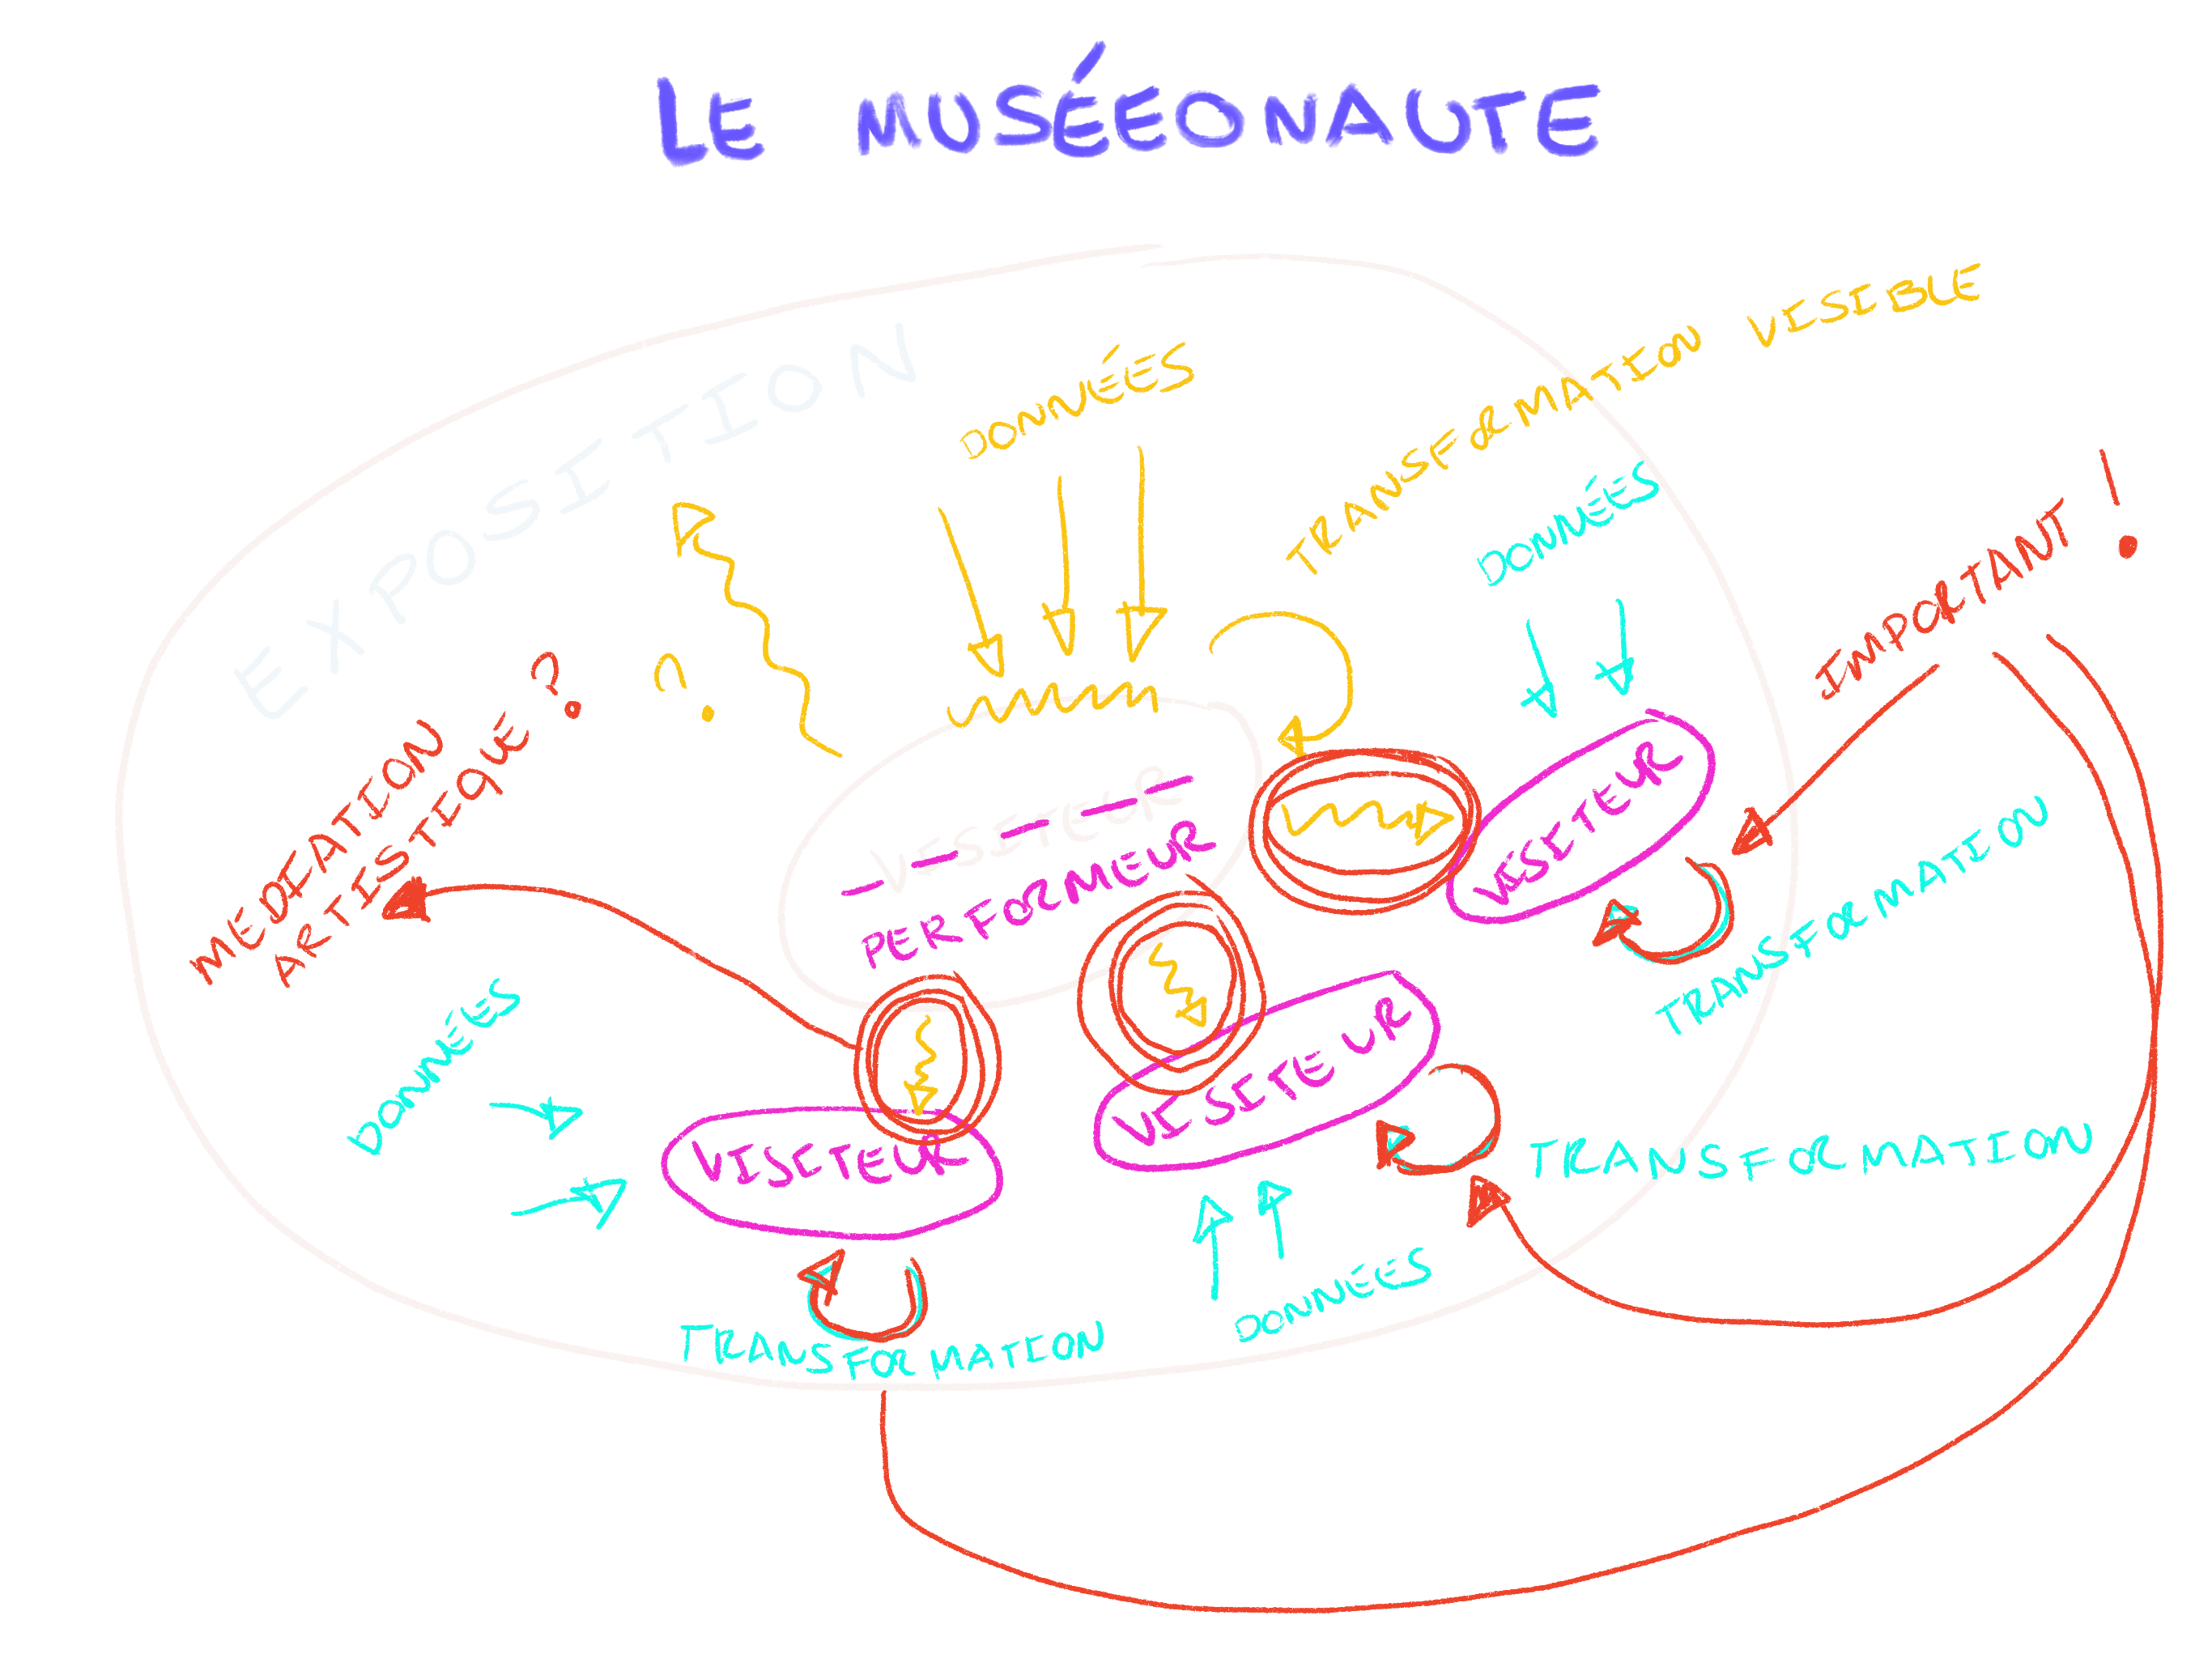 LE MUSÉEONAUTE
EXPOSITION
DONNÉES
TRANSFORMATION VISIBLE
DONNÉES
IMPORTANT !
MÉDIATION
ARTISTIQUE ?
?
VISITEUR
PERFORMEUR
VISITEUR
TRANSFORMATION
DONNÉES
VISITEUR
VISITEUR
TRANSFORMATION
DONNÉES
TRANSFORMATION